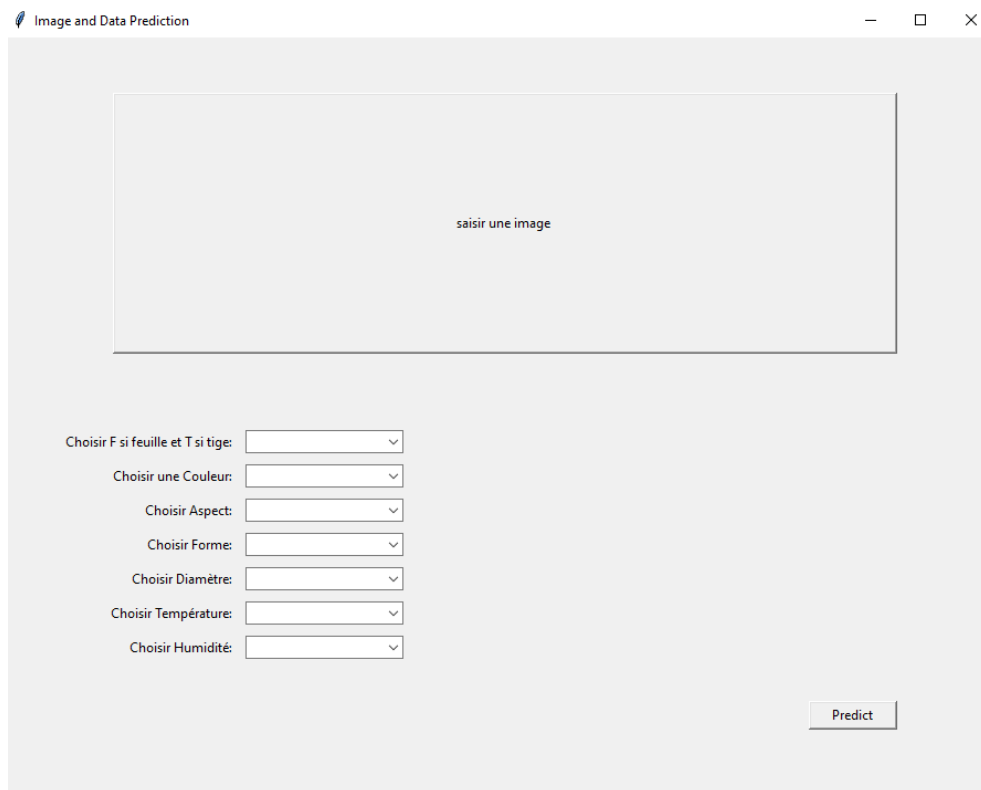 Image and Data Prediction
saisir une image
Choisir F si feuille et T si tige:
Choisir une Couleur:
Choisir Aspect:
Choisir Forme:
Choisir Diamètre:
Choisir Température:
Choisir Humidité:
Predict